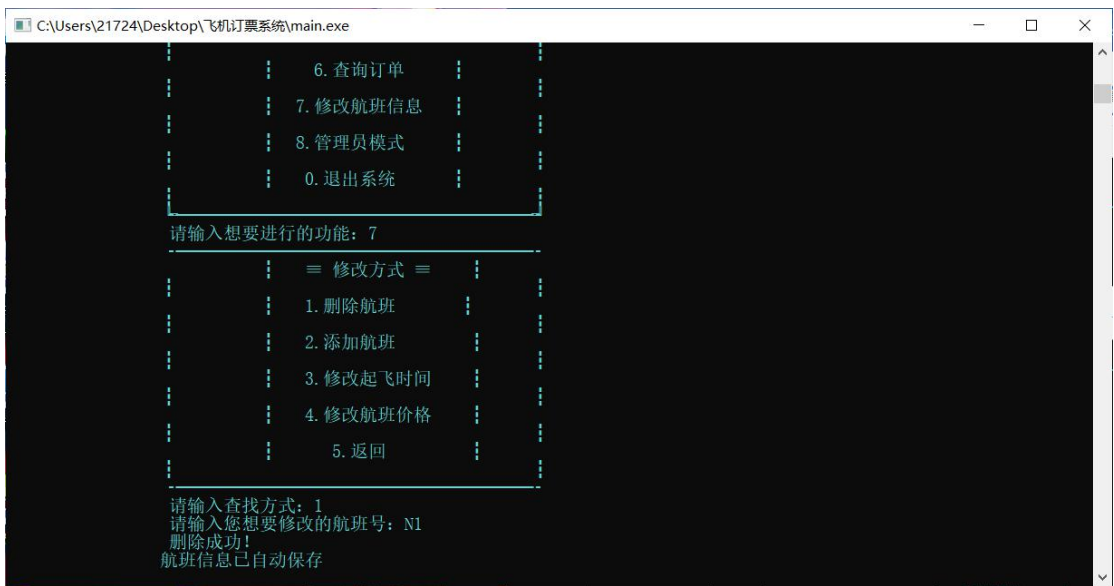 C:\Users\21724\Desktop\飞机订票系统\main.exe
6.查询订单
7.修改航班信息
8.管理员模式
0.退出系统
请输入想要进行的功能：7
≡ 修改方式 ≡
1.删除航班
2.添加航班
3.修改起飞时间
4.修改航班价格
5.返回
请输入查找方式：1
请输入您想要修改的航班号：N1
删除成功！
航班信息已自动保存